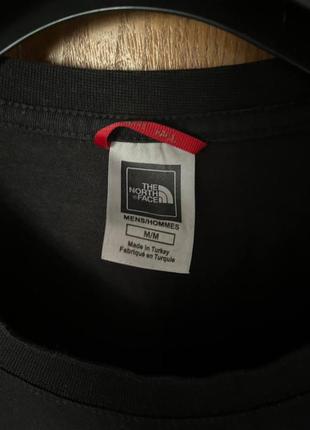 THE
NORTH
FACE
MENS/HOMMES
M/M
Made in Turkey
Fabriqué en Turquie